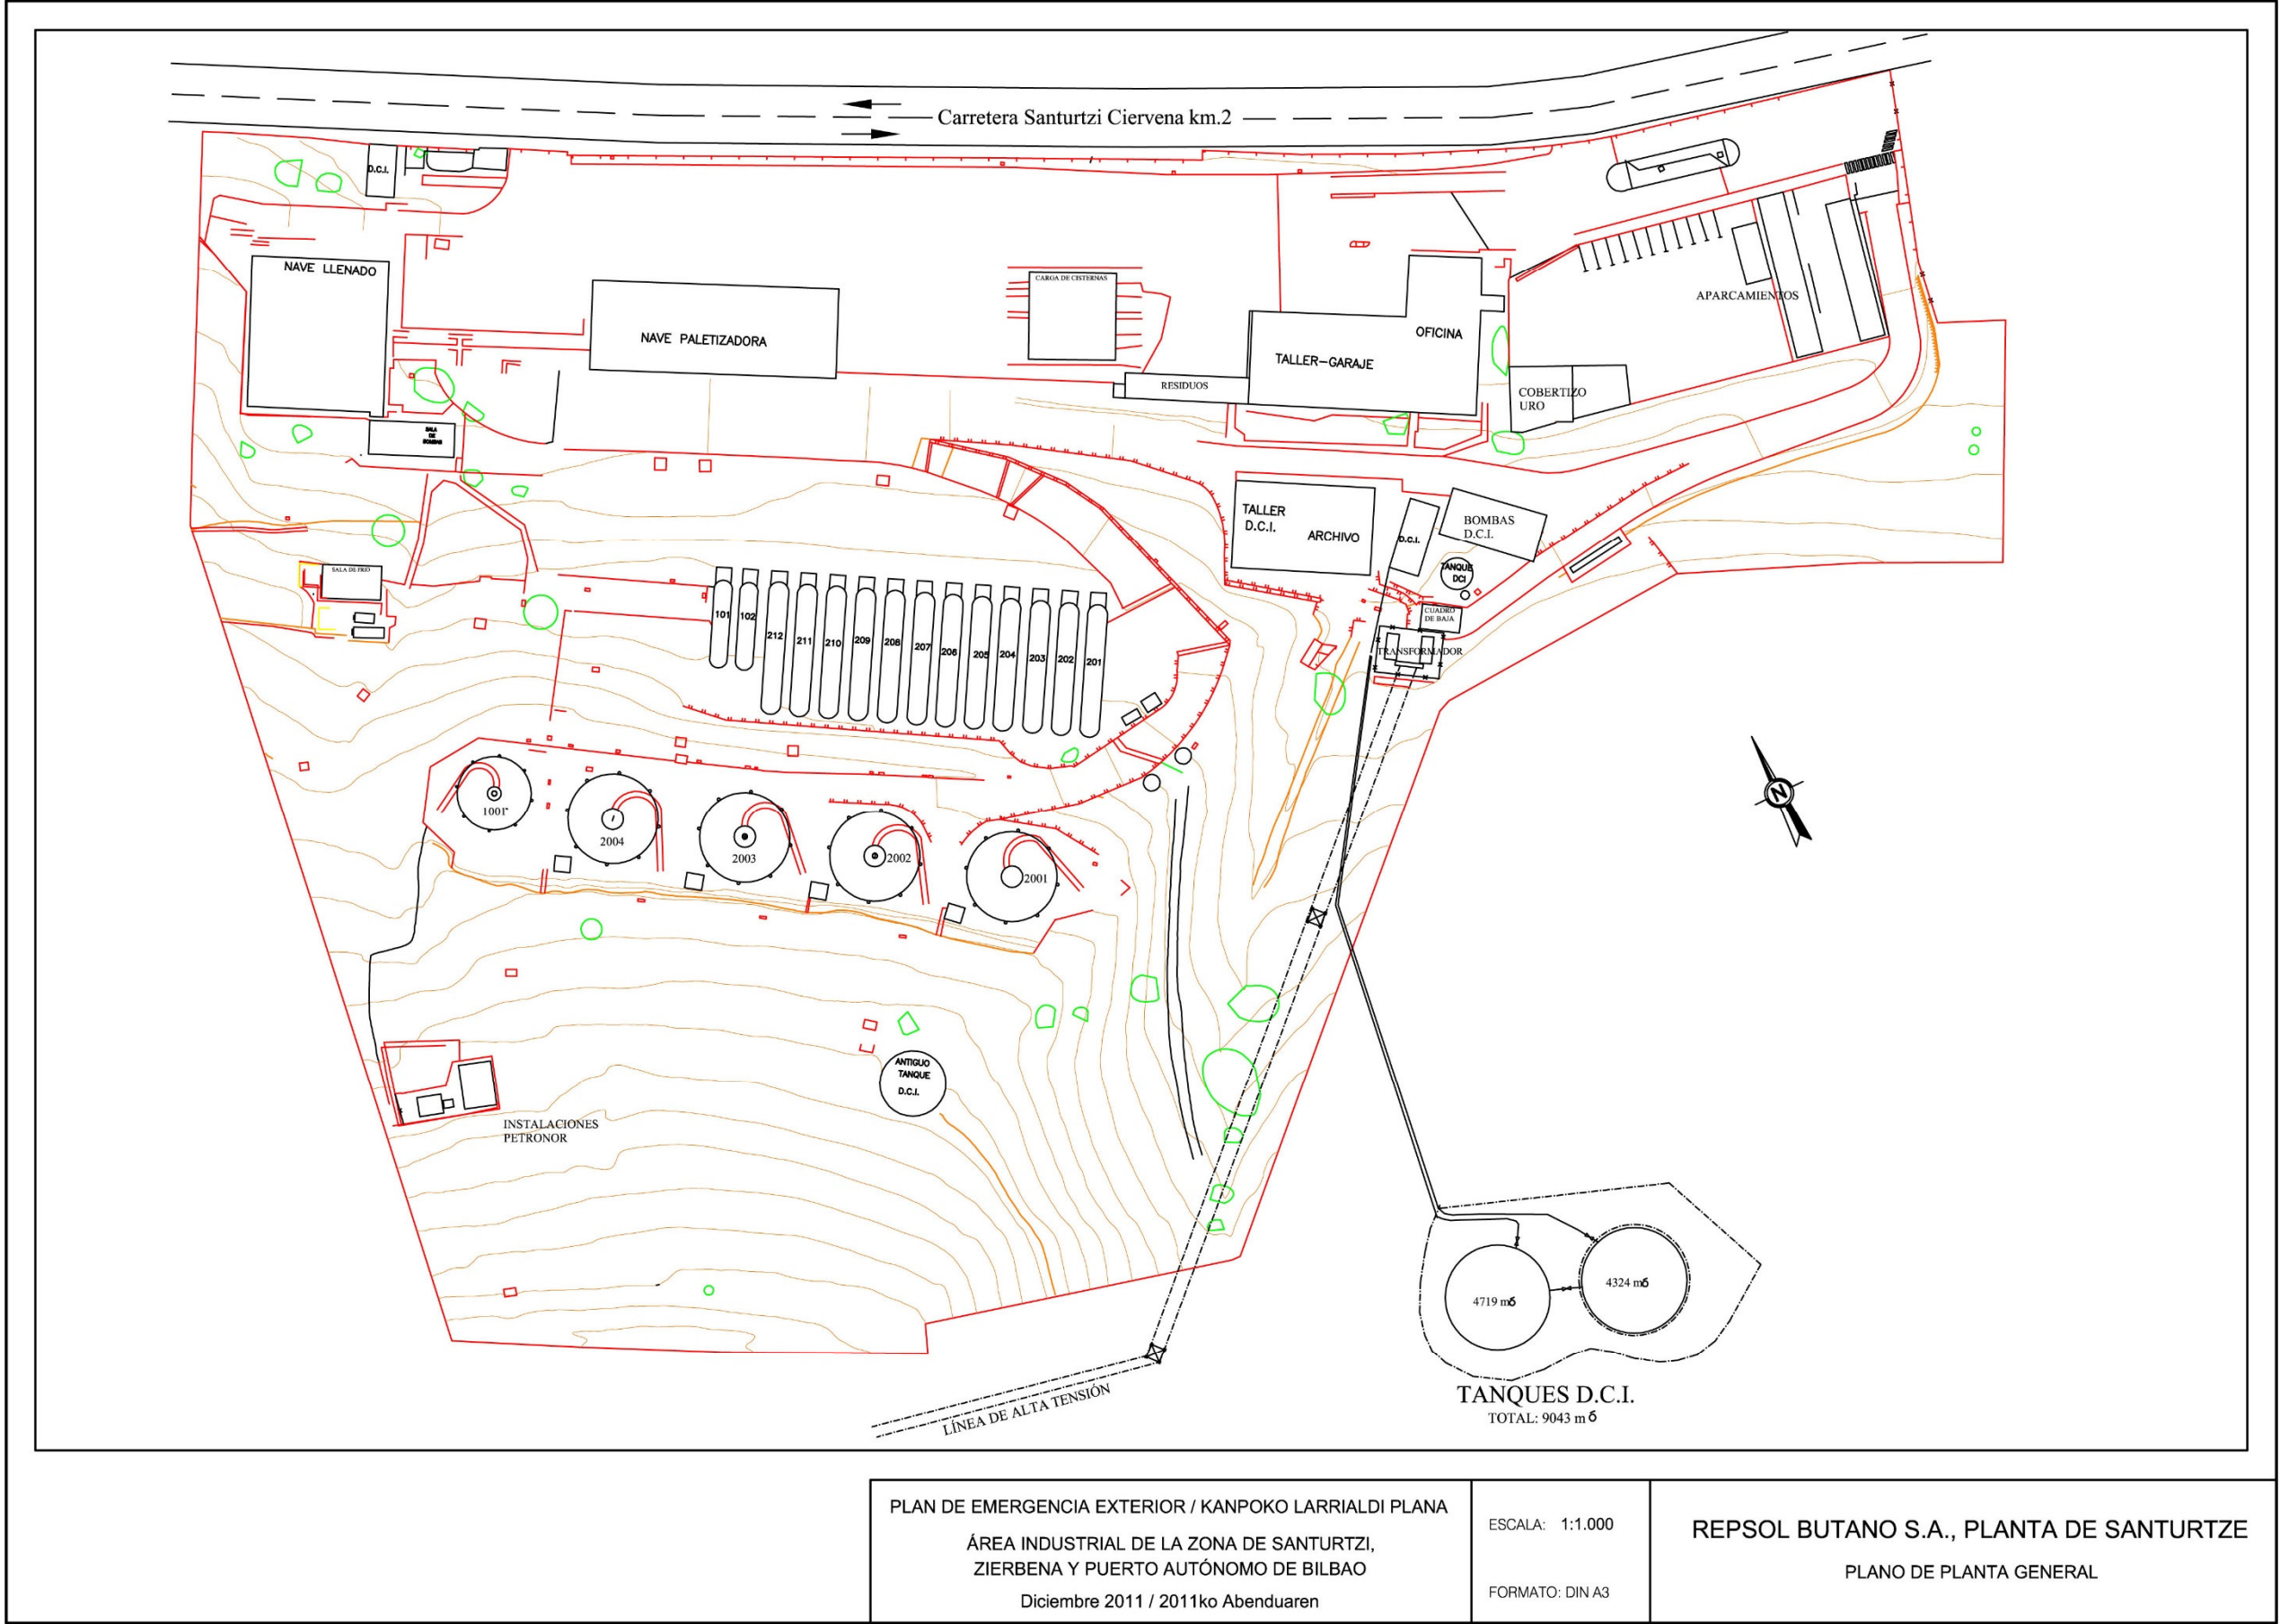 Carretera Santurtzi Ciervena km.2
D.C.I.
NAVE LLENADO
CARGA DE CISTERNAS
APARCAMIENTOS
NAVE PALETIZADORA
OFICINA
TALLER-GARAJE
RESIDUOS
COBERTIZO
URO
SALA
DE
BOMBAS
TALLER
D.C.I.
ARCHIVO
D.C.I.
BOMBAS
D.C.I.
TANQUE
DCI
SALA DE FRIO
CUADRO
DE BAJA
TRANSFORMADOR
101
102
212
211
210
209
208
207
206
205
204
203
202
201
1001'
2004
2003
2002
2001
N
ANTIGUO
TANQUE
D.C.I.
INSTALACIONES
PETRONOR
4719 mб
4324 mб
LÍNEA DE ALTA TENSIÓN
TANQUES D.C.I.
TOTAL: 9043 m б
PLAN DE EMERGENCIA EXTERIOR / KANPOKO LARRIALDI PLANA
ÁREA INDUSTRIAL DE LA ZONA DE SANTURTZI,
ZIERBENA Y PUERTO AUTÓNOMO DE BILBAO
Diciembre 2011 / 2011ko Abenduaren
ESCALA: 1:1.000
FORMATO: DIN A3
REPSOL BUTANO S.A., PLANTA DE SANTURTZE
PLANO DE PLANTA GENERAL